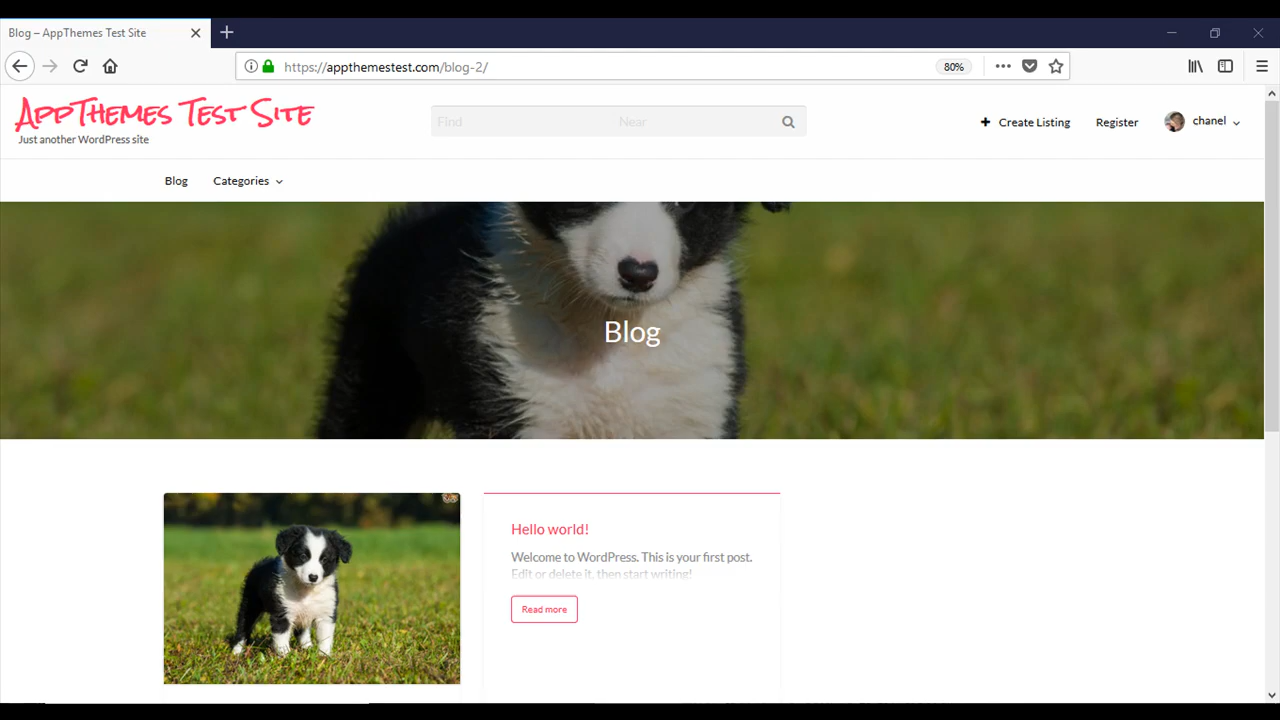 Blog – AppThemes Test Site
https://appthemestest.com/blog-2/
80%
AppThemes Test Site
Just another WordPress site
Find
Near
Create Listing
Register
chanel
Blog
Categories
Blog
Hello world!
Welcome to WordPress. This is your first post.
Edit or delete it, then start writing!
Read more